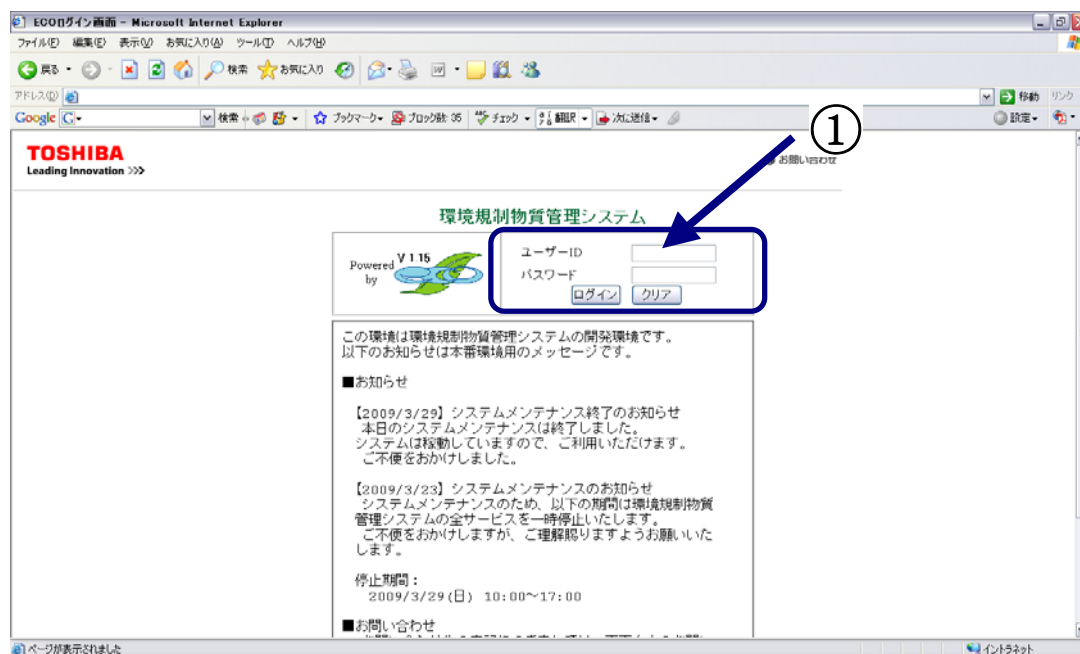 ECOログイン画面 - Microsoft Internet Explorer
ファイル(F) 編集(E) 表示(V) お気に入り(A) ツール(T) ヘルプ(H)
戻る 検索 お気に入り
アドレス(D) 移動 リンク
Google 検索 ブックマーク ブロック数: 35 チェック 翻訳 次に送信 設定
①
TOSHIBA
Leading Innovation >>>
お問い合わせ
環境規制物質管理システム
Powered by V 1.15
ユーザーID
パスワード
ログイン クリア
この環境は環境規制物質管理システムの開発環境です。
以下のお知らせは本番環境用のメッセージです。
■お知らせ
【2009/3/29】システムメンテナンス終了のお知らせ
本日のシステムメンテナンスは終了しました。
システムは稼動していますので、ご利用いただけます。
ご不便をおかけしました。
【2009/3/23】システムメンテナンスのお知らせ
システムメンテナンスのため、以下の期間は環境規制物質
管理システムの全サービスを一時停止いたします。
ご不便をおかけしますが、ご理解賜りますようお願いいた
します。
停止期間：
2009/3/29(日) 10:00～17:00
■お問い合わせ
ページが表示されました イントラネット